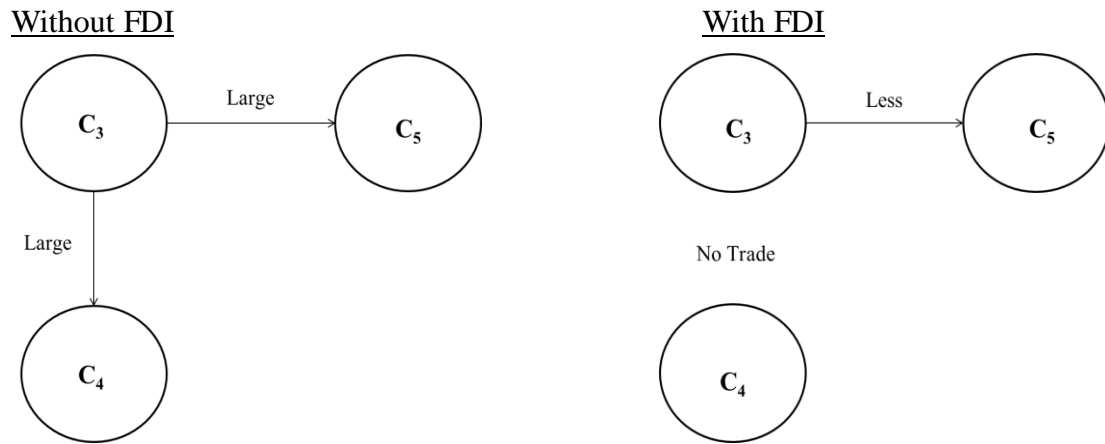 Without FDI
With FDI
Large
Less
C₃
C₅
C₃
C₅
Large
No Trade
C₄
C₄